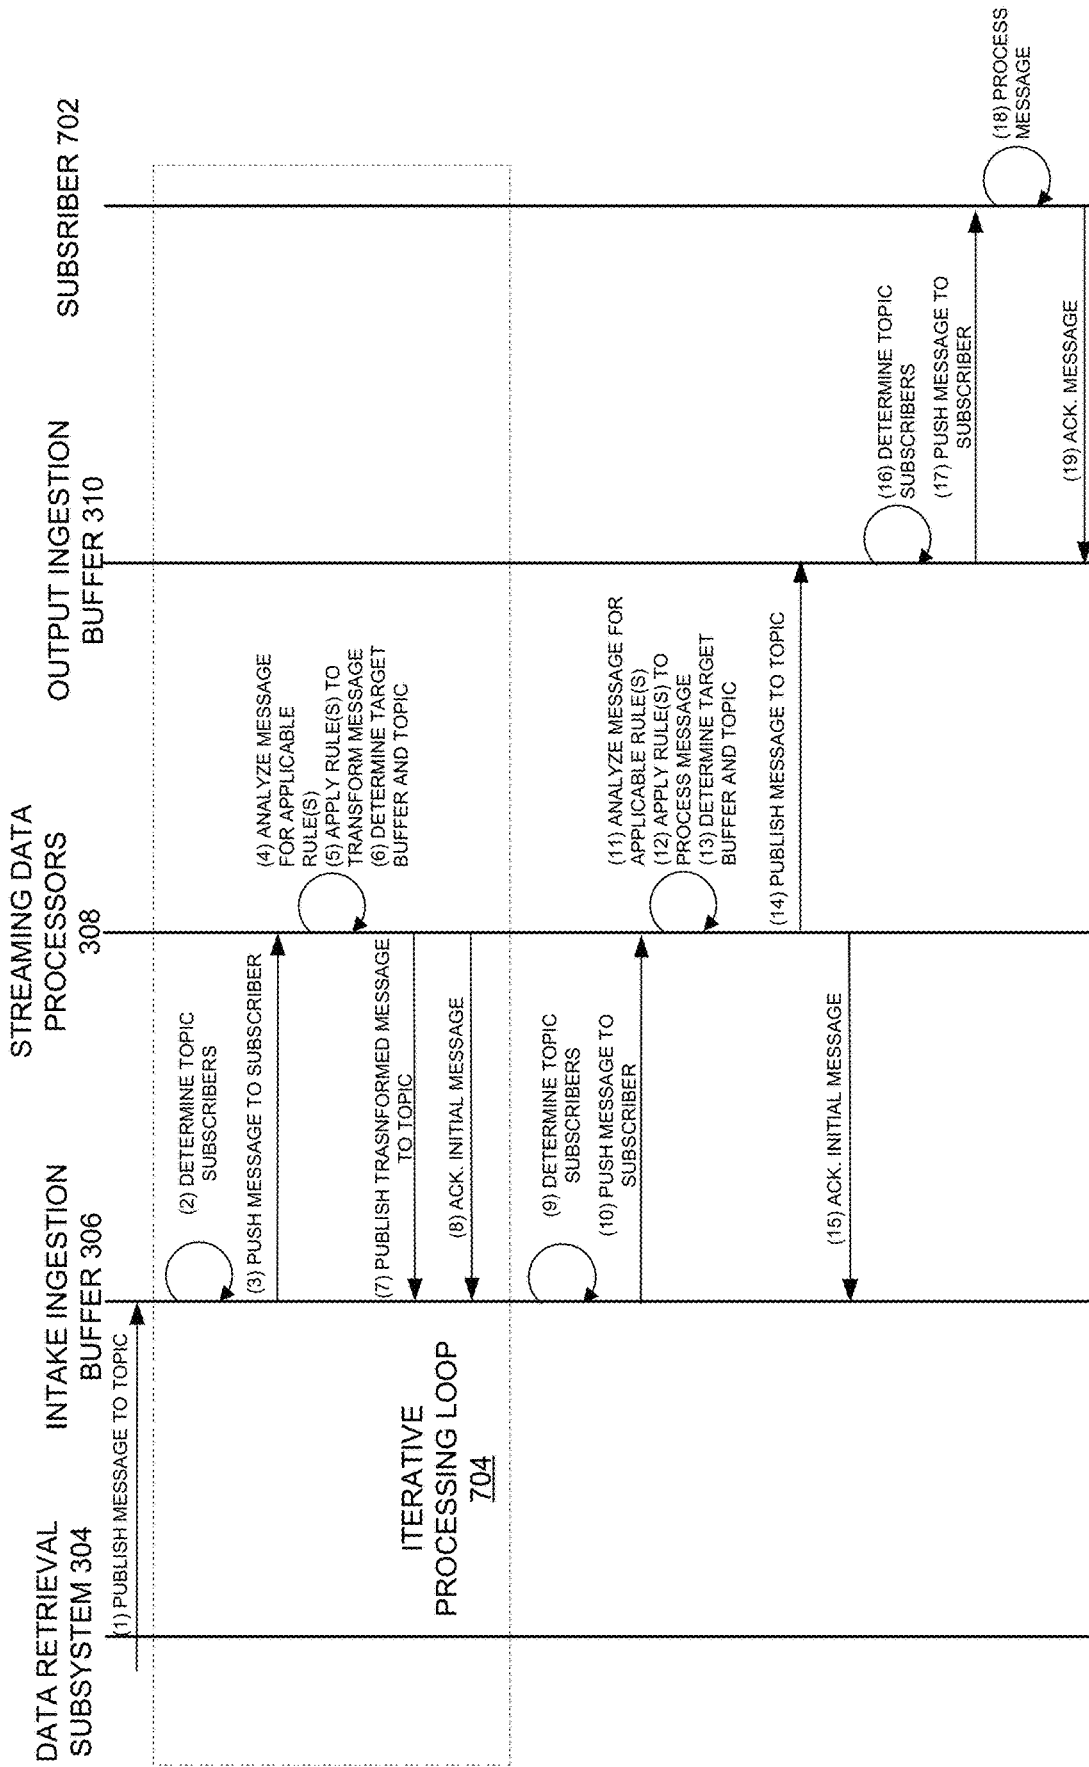 DATA RETRIEVAL
SUBSYSTEM 304
INTAKE INGESTION
BUFFER 306
STREAMING DATA
PROCESSORS
308
OUTPUT INGESTION
BUFFER 310
SUBSRIBER 702
(1) PUBLISH MESSAGE TO TOPIC
(2) DETERMINE TOPIC
SUBSCRIBERS
(3) PUSH MESSAGE TO SUBSCRIBER
(4) ANALYZE MESSAGE
FOR APPLICABLE
RULE(S)
(5) APPLY RULE(S) TO
TRANSFORM MESSAGE
(6) DETERMINE TARGET
BUFFER AND TOPIC
(7) PUBLISH TRASNFORMED MESSAGE
TO TOPIC
(8) ACK. INITIAL MESSAGE
ITERATIVE
PROCESSING LOOP
704
(9) DETERMINE TOPIC
SUBSCRIBERS
(10) PUSH MESSAGE TO
SUBSCRIBER
(11) ANALYZE MESSAGE FOR
APPLICABLE RULE(S)
(12) APPLY RULE(S) TO
PROCESS MESSAGE
(13) DETERMINE TARGET
BUFFER AND TOPIC
(14) PUBLISH MESSAGE TO TOPIC
(15) ACK. INITIAL MESSAGE
(16) DETERMINE TOPIC
SUBSCRIBERS
(17) PUSH MESSAGE TO
SUBSCRIBER
(18) PROCESS
MESSAGE
(19) ACK. MESSAGE